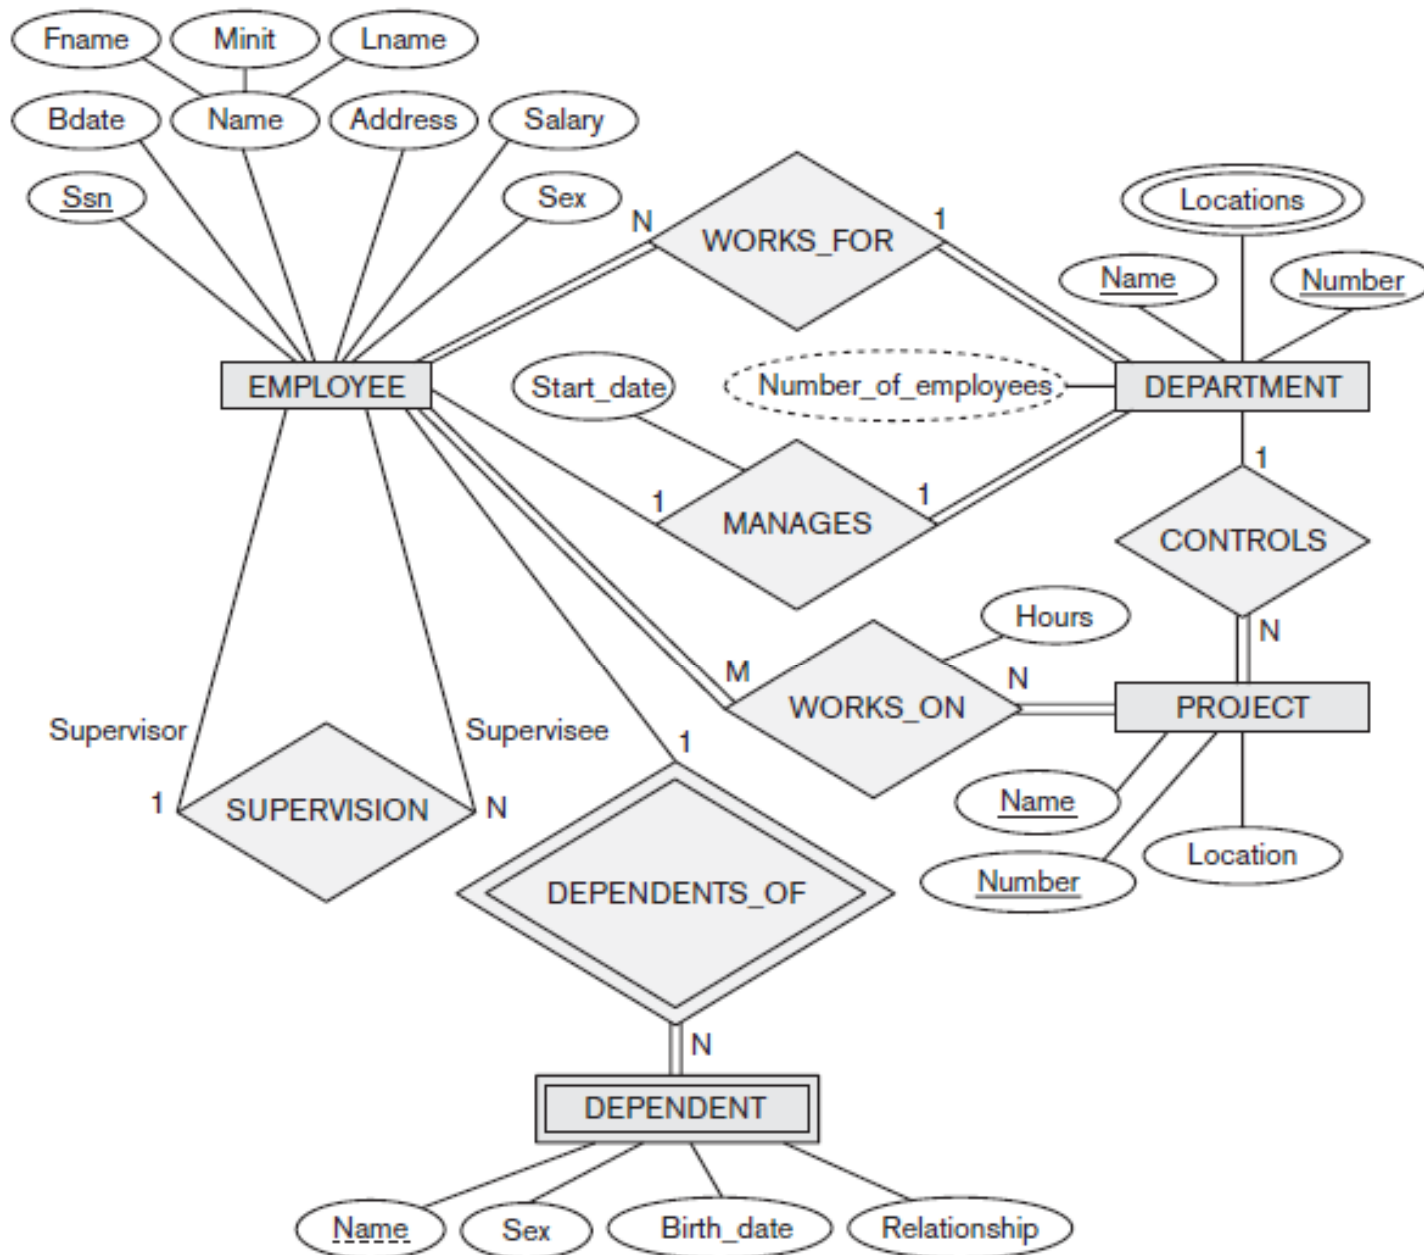 Fname Minit Lname
Bdate Name Address Salary
Ssn Sex
Locations
N WORKS_FOR 1
Name Number
EMPLOYEE Start_date Number_of_employees DEPARTMENT
1 MANAGES 1
1
CONTROLS
N
Hours
M WORKS_ON N
PROJECT
Supervisor Supervisee
1 SUPERVISION N
1
Name
Number Location
DEPENDENTS_OF
N
DEPENDENT
Name Sex Birth_date Relationship